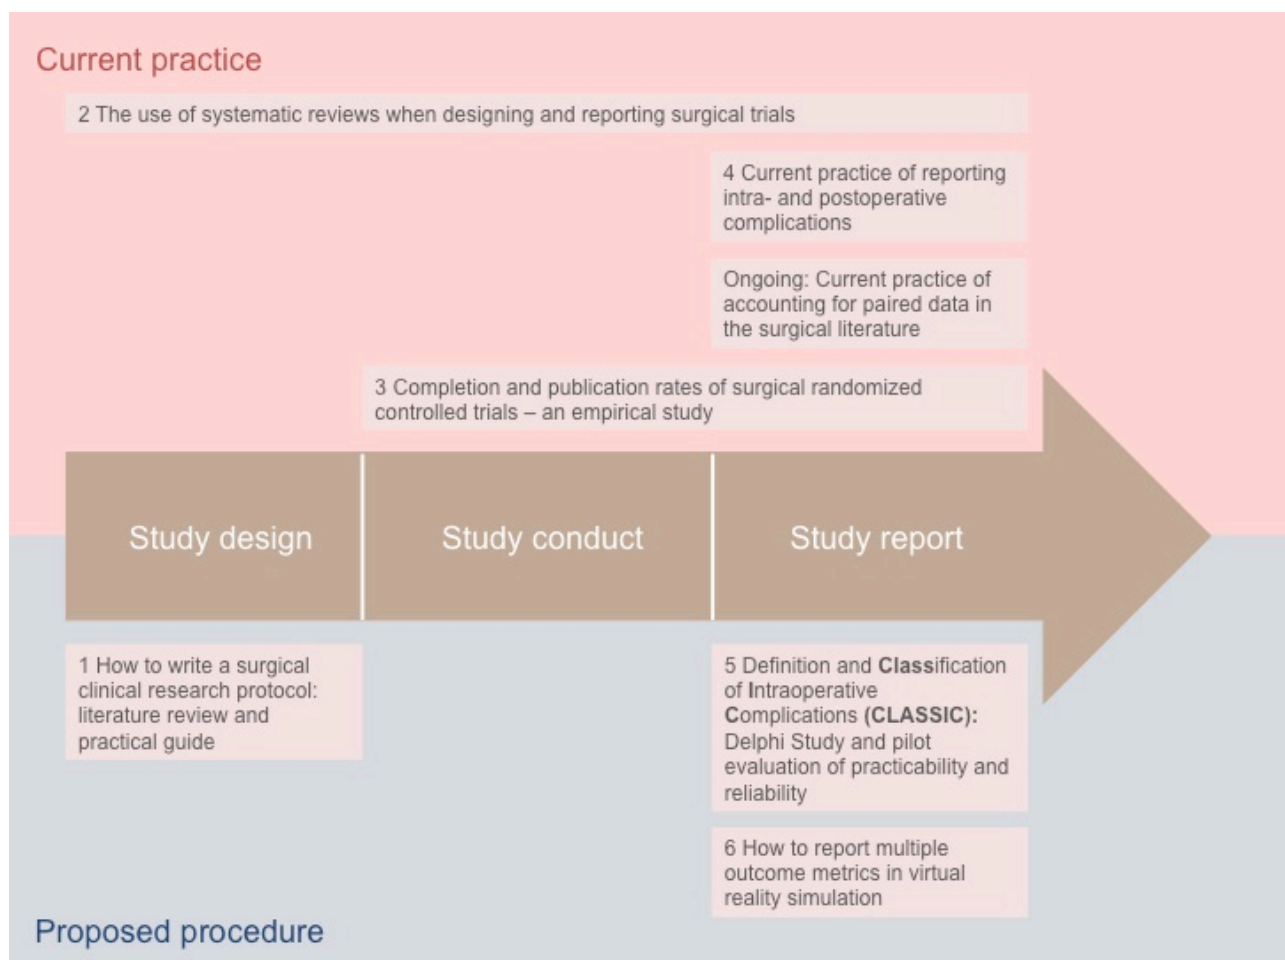 Current practice
2 The use of systematic reviews when designing and reporting surgical trials
4 Current practice of reporting
intra- and postoperative
complications
Ongoing: Current practice of
accounting for paired data in
the surgical literature
3 Completion and publication rates of surgical randomized
controlled trials – an empirical study
Study design
Study conduct
Study report
1 How to write a surgical
clinical research protocol:
literature review and
practical guide
5 Definition and Classification
of Intraoperative
Complications (CLASSIC):
Delphi Study and pilot
evaluation of practicability and
reliability
6 How to report multiple
outcome metrics in virtual
reality simulation
Proposed procedure